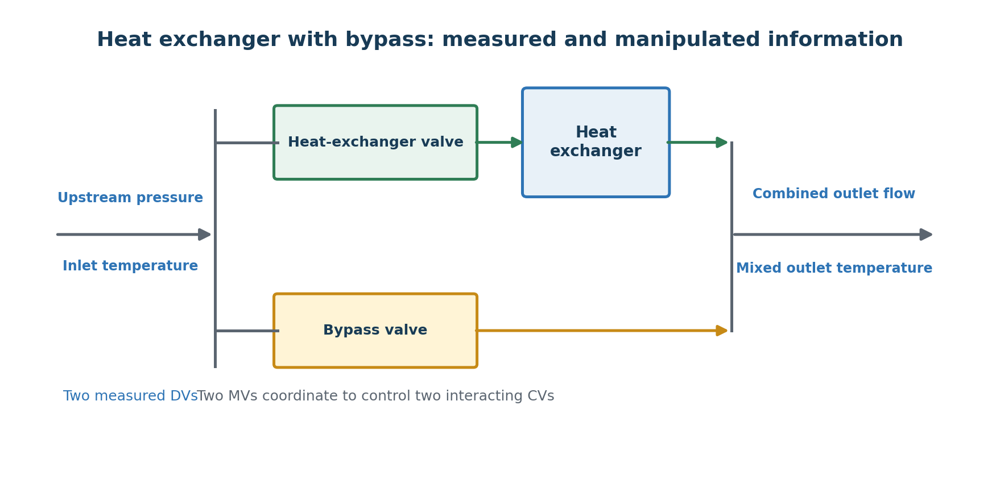 Heat exchanger with bypass: measured and manipulated information
Heat-exchanger valve
Heat
exchanger
Upstream pressure
Combined outlet flow
Inlet temperature
Mixed outlet temperature
Bypass valve
Two measured DVs
Two MVs coordinate to control two interacting CVs